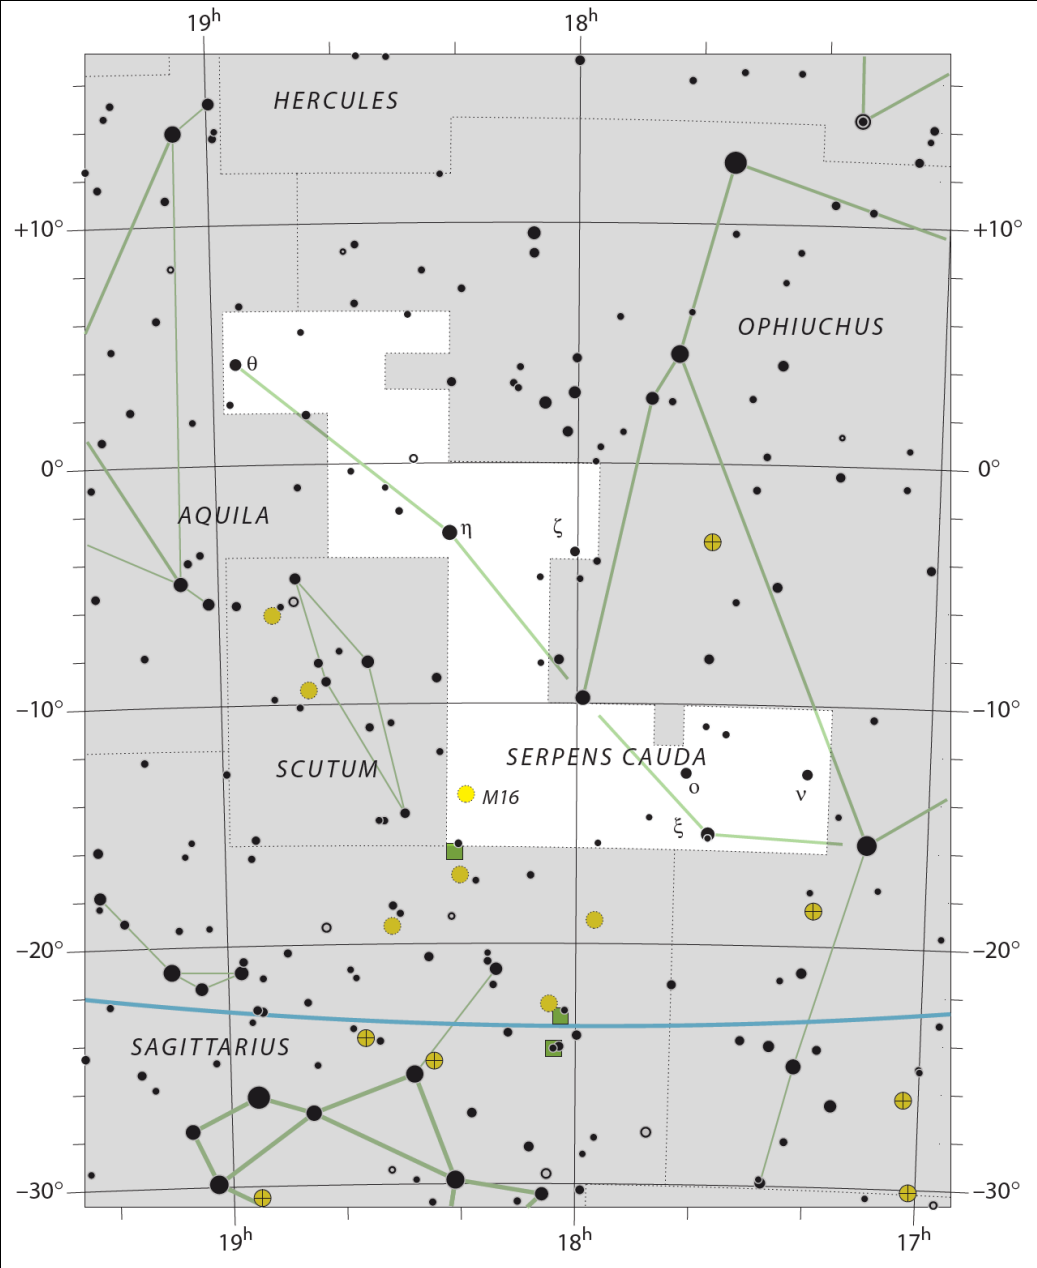 19h 18h
HERCULES
+10° +10°
OPHIUCHUS
θ
0° 0°
AQUILA
η ζ
−10° −10°
SERPENS CAUDA
SCUTUM
ο ν
M16
ξ
−20° −20°
SAGITTARIUS
−30° −30°
19h 18h 17h